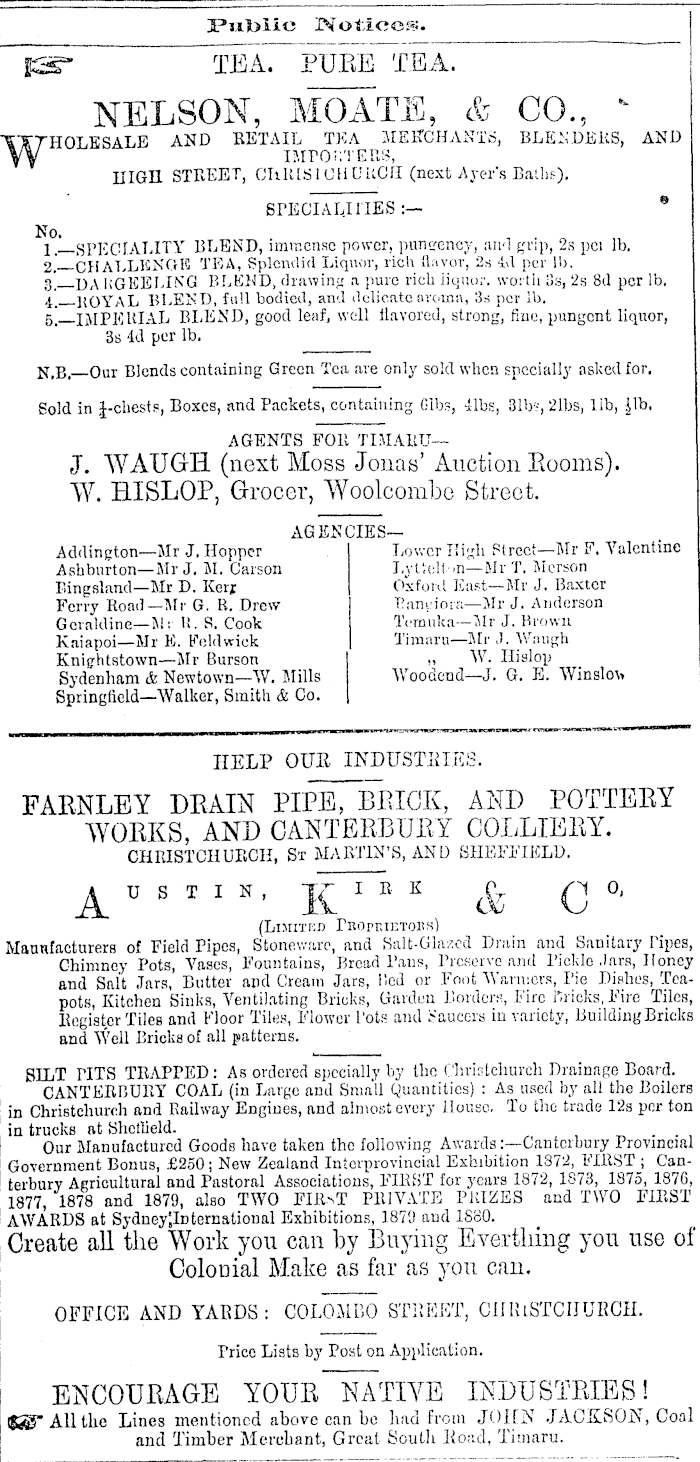 Public Notices.
TEA. PURE TEA.
NELSON, MOATE, & CO.,
WHOLESALE AND RETAIL TEA MERCHANTS, BLENDERS, AND
IMPORTERS,
HIGH STREET, CHRISTCHURCH (next Ayer's Baths).
SPECIALITIES :—
No.
1.—SPECIALITY BLEND, immense power, pungency, and grip, 2s per lb.
2.—CHALLENGE TEA, Splendid Liquor, rich flavor, 2s 4d per lb.
3.—DARGEELING BLEND, drawing a pure rich liquor, worth 3s, 2s 8d per lb.
4.—ROYAL BLEND, full bodied, and delicate aroma, 3s per lb.
5.—IMPERIAL BLEND, good leaf, well flavored, strong, fine, pungent liquor,
3s 4d per lb.
N.B.—Our Blends containing Green Tea are only sold when specially asked for.
Sold in ¼-chests, Boxes, and Packets, containing 6lbs, 4lbs, 3lbs, 2lbs, 1lb, ½lb.
AGENTS FOR TIMARU—
J. WAUGH (next Moss Jonas' Auction Rooms).
W. HISLOP, Grocer, Woolcombe Street.
AGENCIES—
Addington—Mr J. Hopper
Ashburton—Mr J. M. Carson
Bingsland—Mr D. Kerr
Ferry Road—Mr G. R. Drew
Geraldine—Mr R. S. Cook
Kaiapoi—Mr E. Feldwick
Knightstown—Mr Burson
Sydenham & Newtown—W. Mills
Springfield—Walker, Smith & Co.
Lower High Street—Mr F. Valentine
Lyttelton—Mr T. Merson
Oxford East—Mr J. Baxter
Rangiora—Mr J. Anderson
Temuka—Mr J. Brown
Timaru—Mr J. Waugh
„ W. Hislop
Woodend—J. G. E. Winslow
HELP OUR INDUSTRIES.
FARNLEY DRAIN PIPE, BRICK, AND POTTERY
WORKS, AND CANTERBURY COLLIERY.
CHRISTCHURCH, ST MARTIN'S, AND SHEFFIELD.
AUSTIN, KIRK & CO,
(LIMITED PROPRIETORS)
Manufacturers of Field Pipes, Stoneware, and Salt-Glazed Drain and Sanitary Pipes,
Chimney Pots, Vases, Fountains, Bread Pans, Preserve and Pickle Jars, Honey
and Salt Jars, Butter and Cream Jars, Bed or Foot Warmers, Pie Dishes, Tea-
pots, Kitchen Sinks, Ventilating Bricks, Garden Borders, Fire Bricks, Fire Tiles,
Register Tiles and Floor Tiles, Flower Pots and Saucers in variety, Building Bricks
and Well Bricks of all patterns.
SILT PITS TRAPPED: As ordered specially by the Christchurch Drainage Board.
CANTERBURY COAL (in Large and Small Quantities) : As used by all the Boilers
in Christchurch and Railway Engines, and almost every House. To the trade 12s per ton
in trucks at Sheffield.
Our Manufactured Goods have taken the following Awards:—Canterbury Provincial
Government Bonus, £250; New Zealand Interprovincial Exhibition 1872, FIRST; Can-
terbury Agricultural and Pastoral Associations, FIRST for years 1872, 1873, 1875, 1876,
1877, 1878 and 1879, also TWO FIRST PRIVATE PRIZES and TWO FIRST
AWARDS at Sydney International Exhibitions, 1879 and 1880.
Create all the Work you can by Buying Everthing you use of
Colonial Make as far as you can.
OFFICE AND YARDS: COLOMBO STREET, CHRISTCHURCH.
Price Lists by Post on Application.
ENCOURAGE YOUR NATIVE INDUSTRIES!
All the Lines mentioned above can be had from JOHN JACKSON, Coal
and Timber Merchant, Great South Road, Timaru.